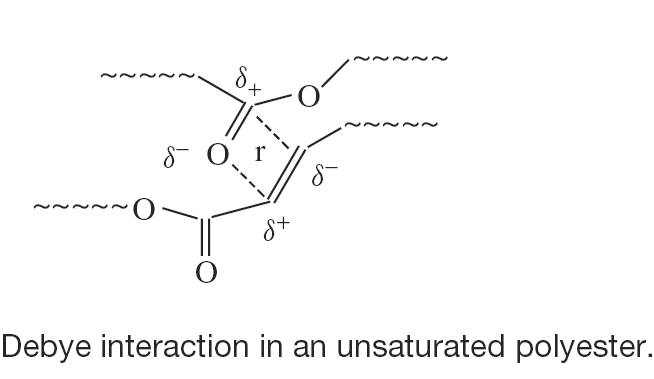 δ+
O
δ− O r
δ−
O
δ+
O
Debye interaction in an unsaturated polyester.